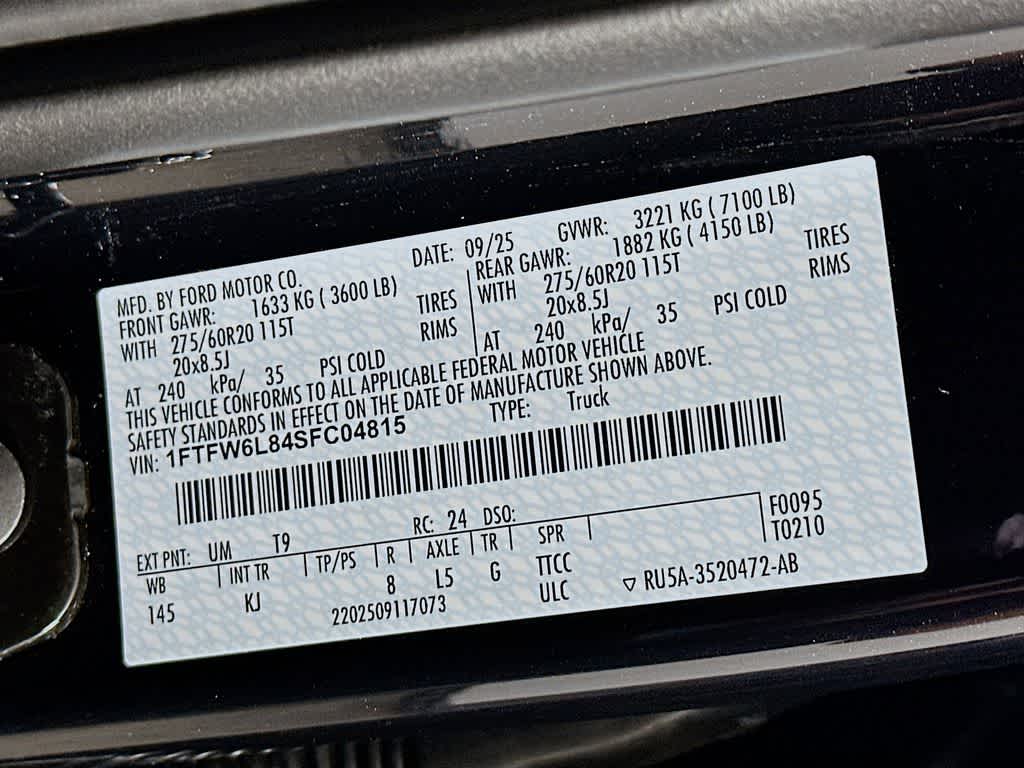 MFD. BY FORD MOTOR CO.
DATE: 09/25
GVWR: 3221 KG ( 7100 LB)
FRONT GAWR: 1633 KG ( 3600 LB)
WITH 275/60R20 115T TIRES
20x8.5J RIMS
AT 240 kPa/ 35 PSI COLD
REAR GAWR: 1882 KG ( 4150 LB)
WITH 275/60R20 115T TIRES
20x8.5J RIMS
AT 240 kPa/ 35 PSI COLD
THIS VEHICLE CONFORMS TO ALL APPLICABLE FEDERAL MOTOR VEHICLE
SAFETY STANDARDS IN EFFECT ON THE DATE OF MANUFACTURE SHOWN ABOVE.
VIN: 1FTFW6L84SFC04815 TYPE: Truck
EXT PNT: UM T9 RC: 24 DSO: F0095
WB INT TR TP/PS R AXLE TR SPR T0210
145 KJ 8 L5 G TTCC
2202509117073 ULC ▽ RU5A-3520472-AB